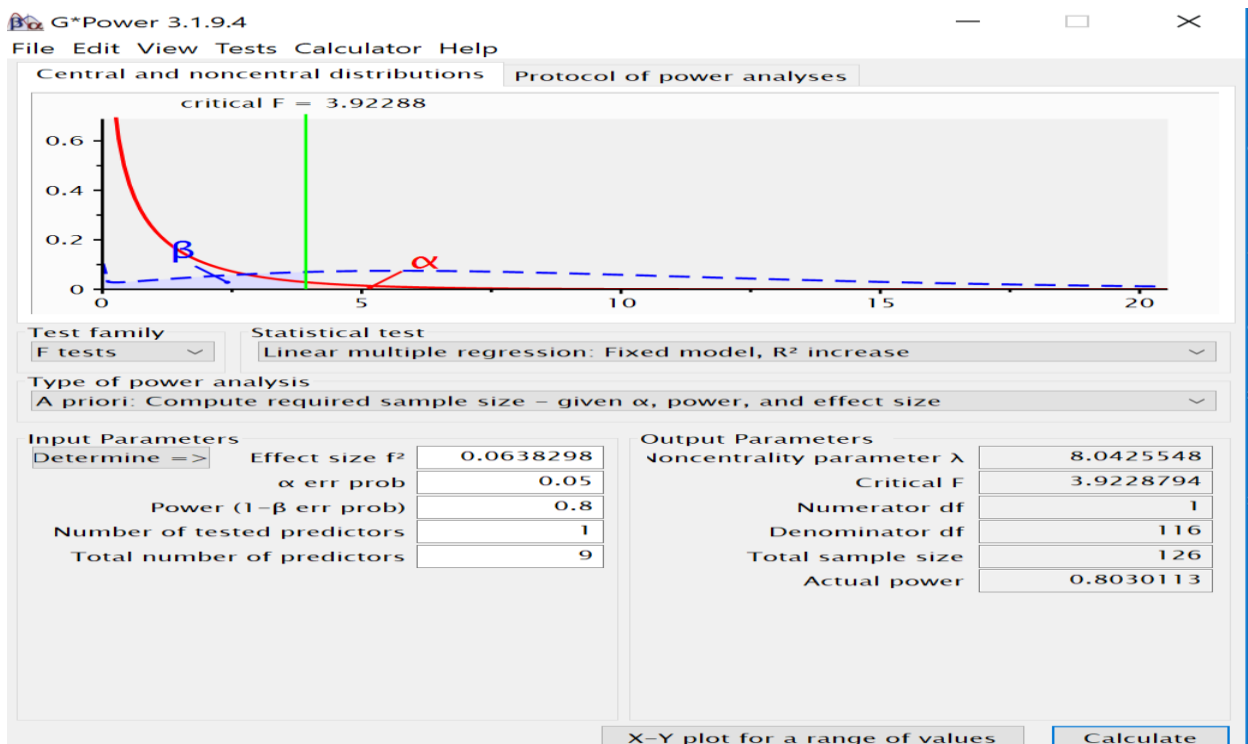 G*Power 3.1.9.4
File Edit View Tests Calculator Help
Central and noncentral distributions Protocol of power analyses
critical F = 3.92288
0.6
0.4
0.2
0
β
α
0 5 10 15 20
Test family Statistical test
F tests Linear multiple regression: Fixed model, R² increase
Type of power analysis
A priori: Compute required sample size – given α, power, and effect size
Input Parameters
Determine => Effect size f² 0.0638298
α err prob 0.05
Power (1-β err prob) 0.8
Number of tested predictors 1
Total number of predictors 9
Output Parameters
Noncentrality parameter λ 8.0425548
Critical F 3.9228794
Numerator df 1
Denominator df 116
Total sample size 126
Actual power 0.8030113
X-Y plot for a range of values Calculate